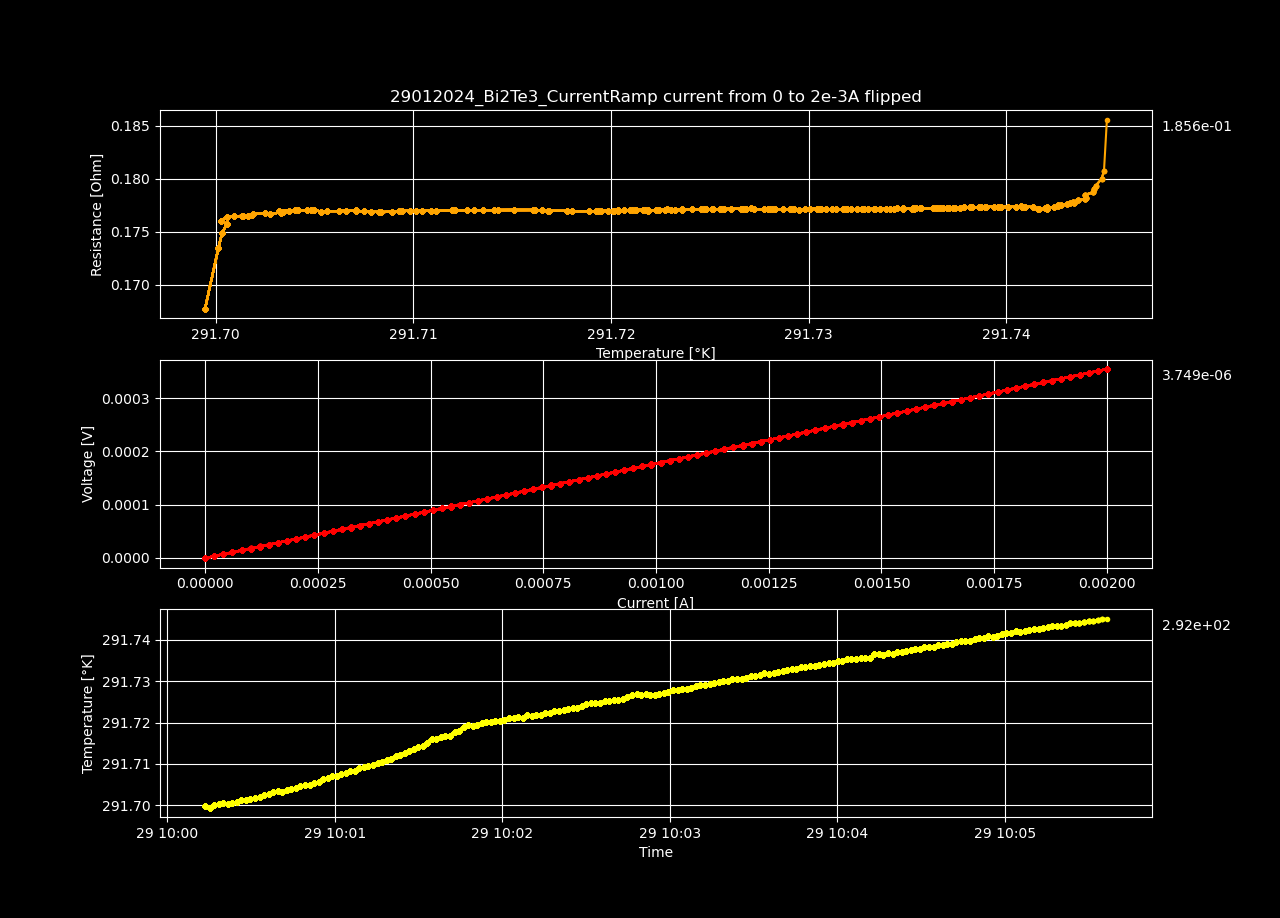 29012024_Bi2Te3_CurrentRamp current from 0 to 2e-3A flipped
0.185
0.180
0.175
0.170
Resistance [Ohm]
1.856e-01
291.70 291.71 291.72 291.73 291.74
Temperature [°K]
0.0003
0.0002
0.0001
0.0000
Voltage [V]
3.749e-06
0.00000 0.00025 0.00050 0.00075 0.00100 0.00125 0.00150 0.00175 0.00200
Current [A]
291.74
291.73
291.72
291.71
291.70
Temperature [°K]
2.92e+02
29 10:00 29 10:01 29 10:02 29 10:03 29 10:04 29 10:05
Time